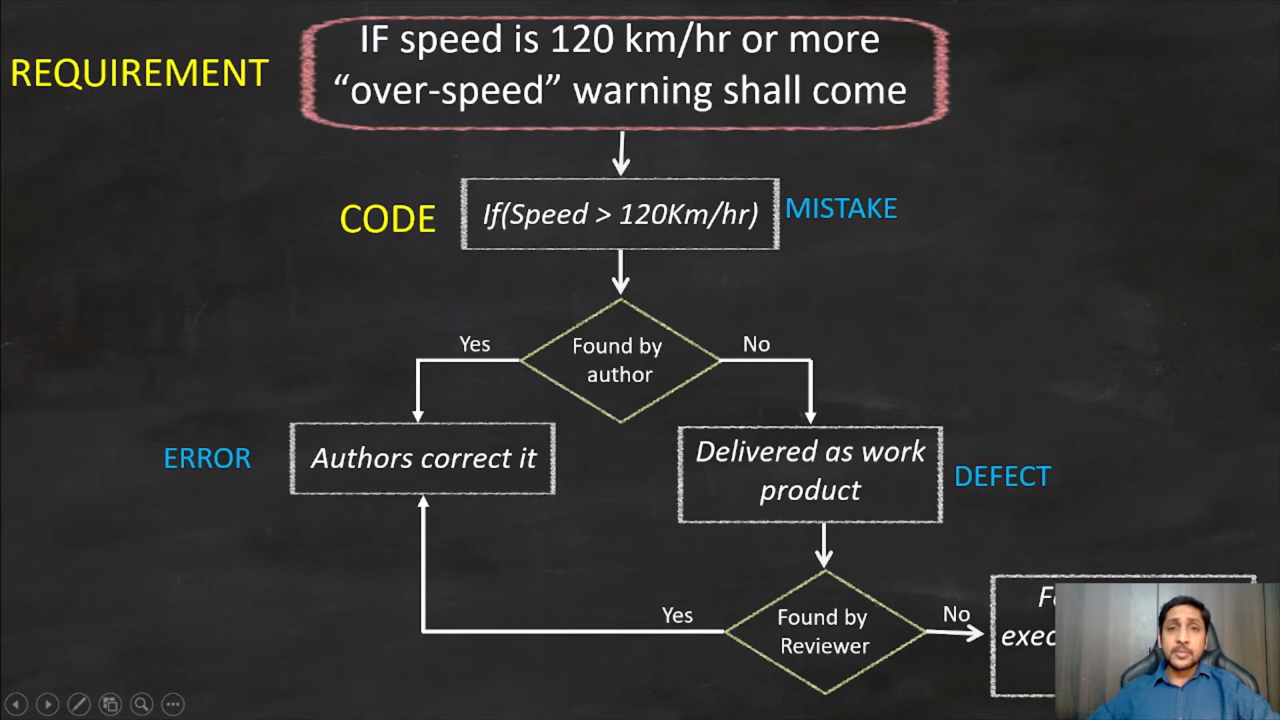 REQUIREMENT
IF speed is 120 km/hr or more
“over-speed” warning shall come
CODE
If(Speed > 120Km/hr)
MISTAKE
Found by
author
Yes
No
ERROR
Authors correct it
Delivered as work
product
DEFECT
Found by
Reviewer
Yes
No